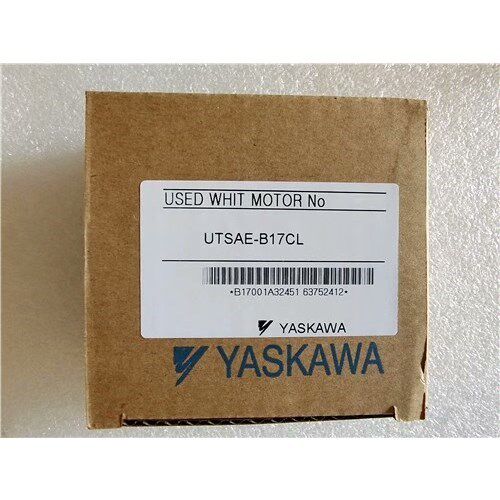 USED WHIT MOTOR No
UTSAE-B17CL
*B17001A32451 63752412*
YASKAWA
YASKAWA